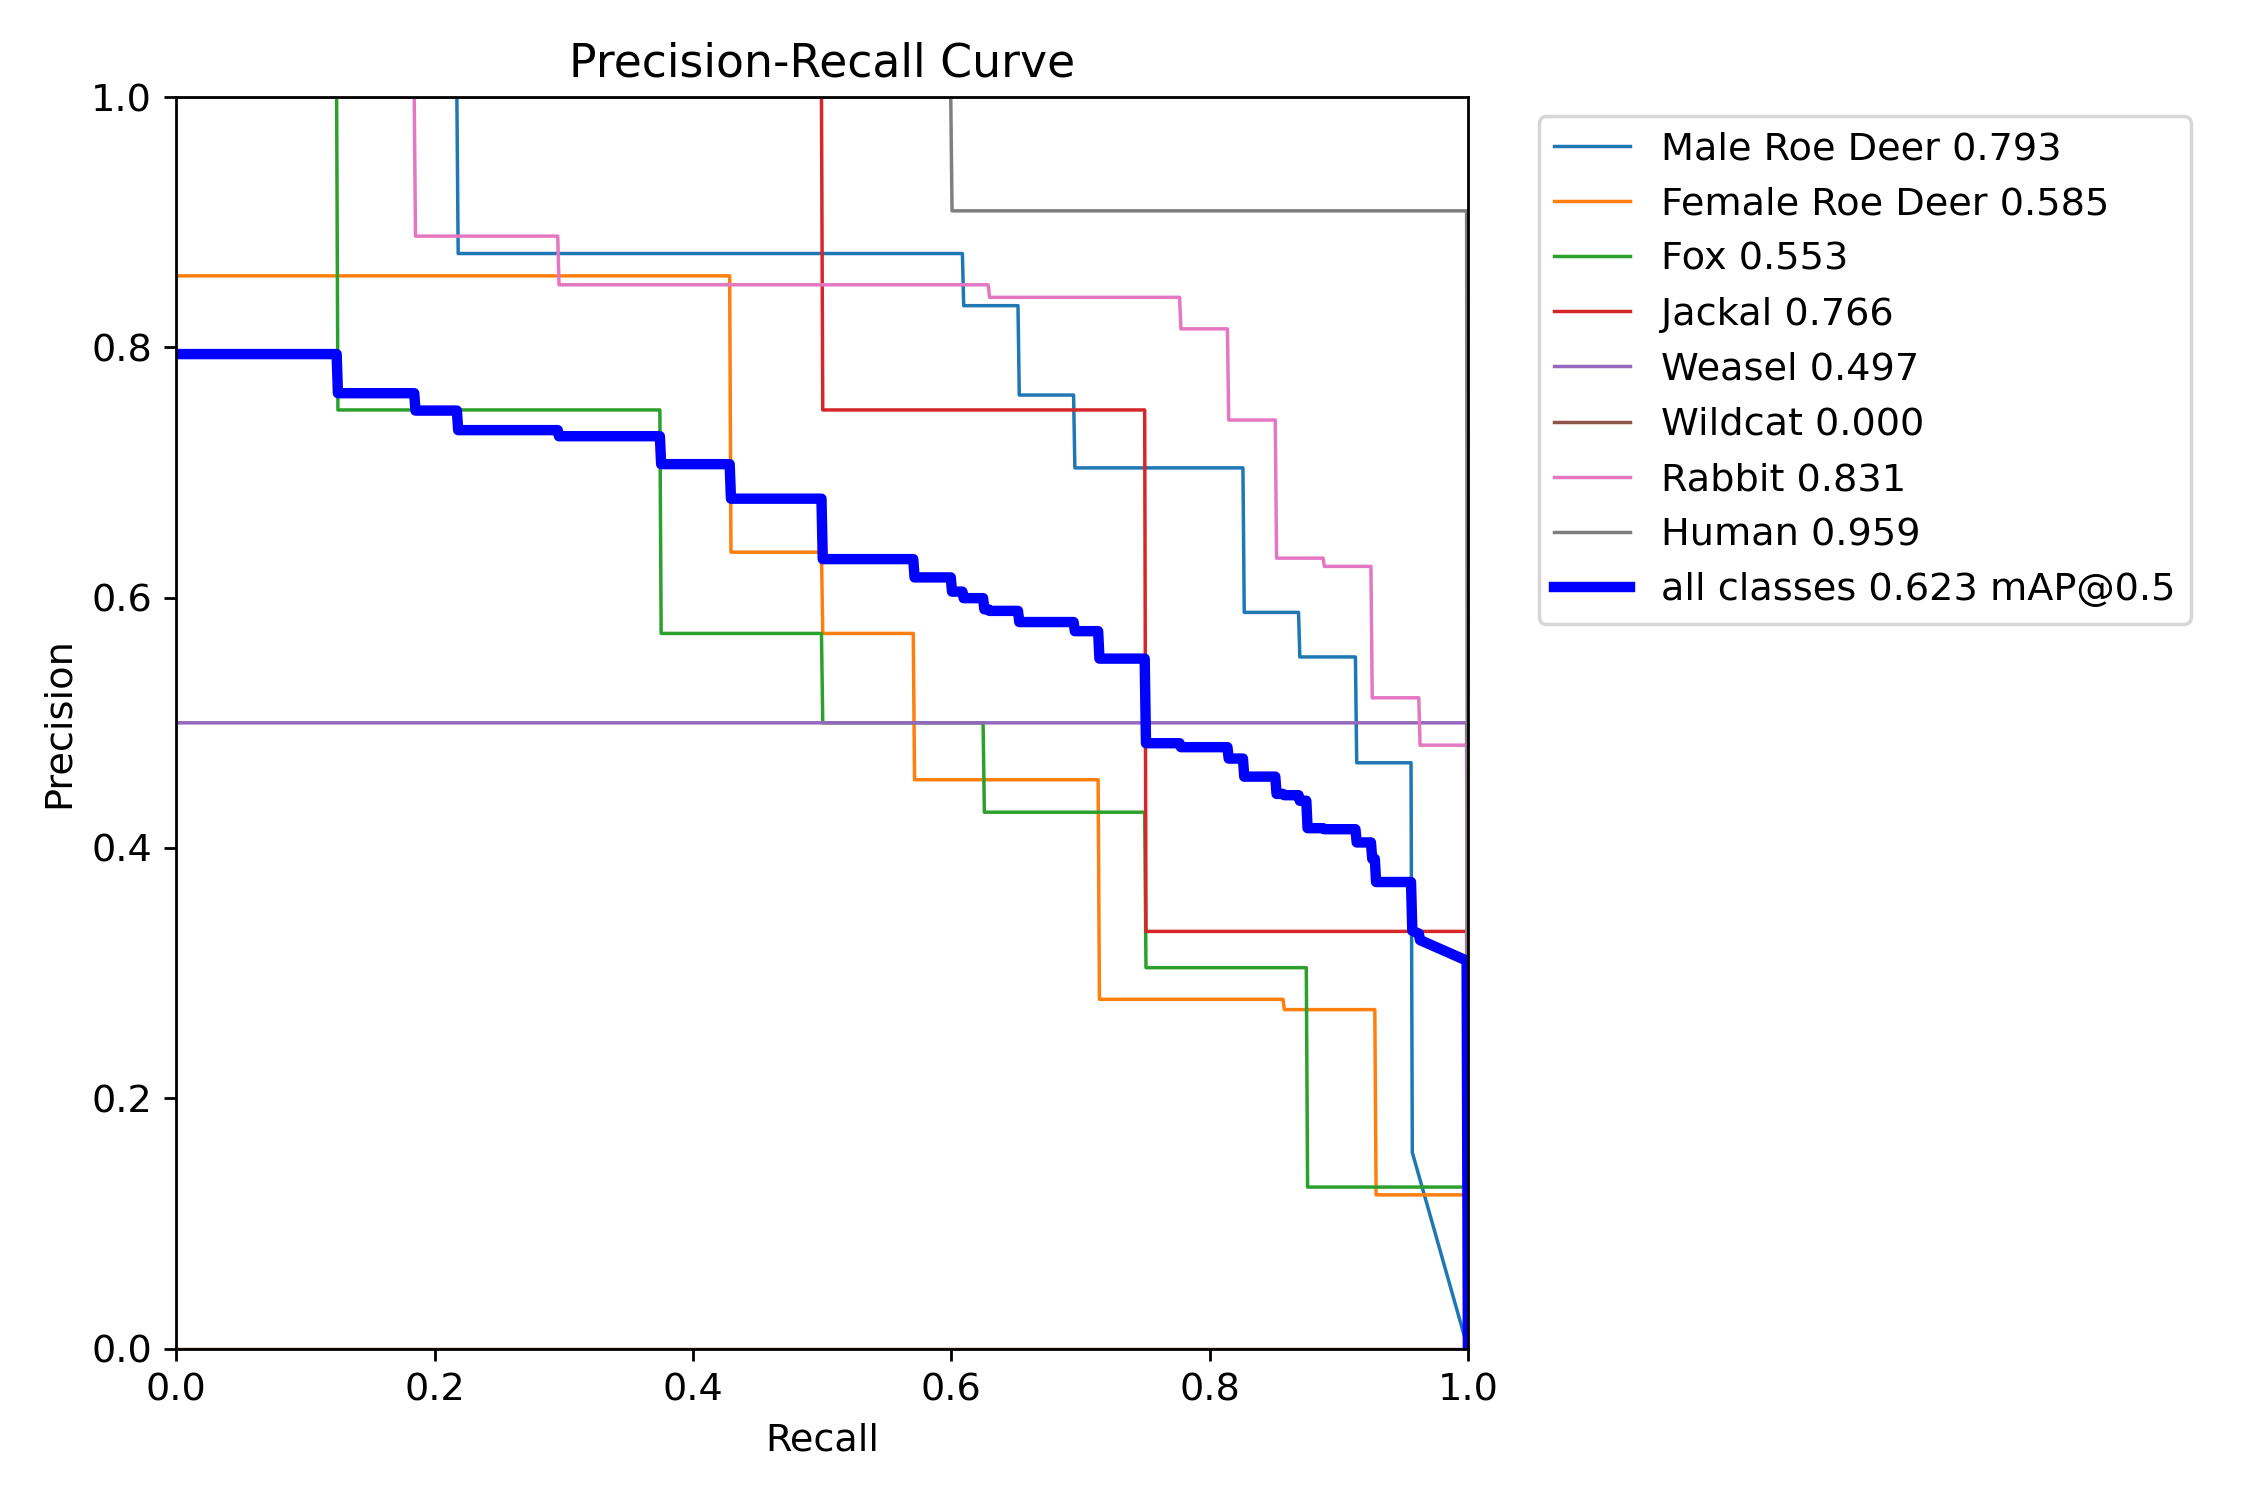 Precision-Recall Curve
1.0
0.8
0.6
0.4
0.2
0.0
Precision
0.0 0.2 0.4 0.6 0.8 1.0
Recall
Male Roe Deer 0.793
Female Roe Deer 0.585
Fox 0.553
Jackal 0.766
Weasel 0.497
Wildcat 0.000
Rabbit 0.831
Human 0.959
all classes 0.623 mAP@0.5